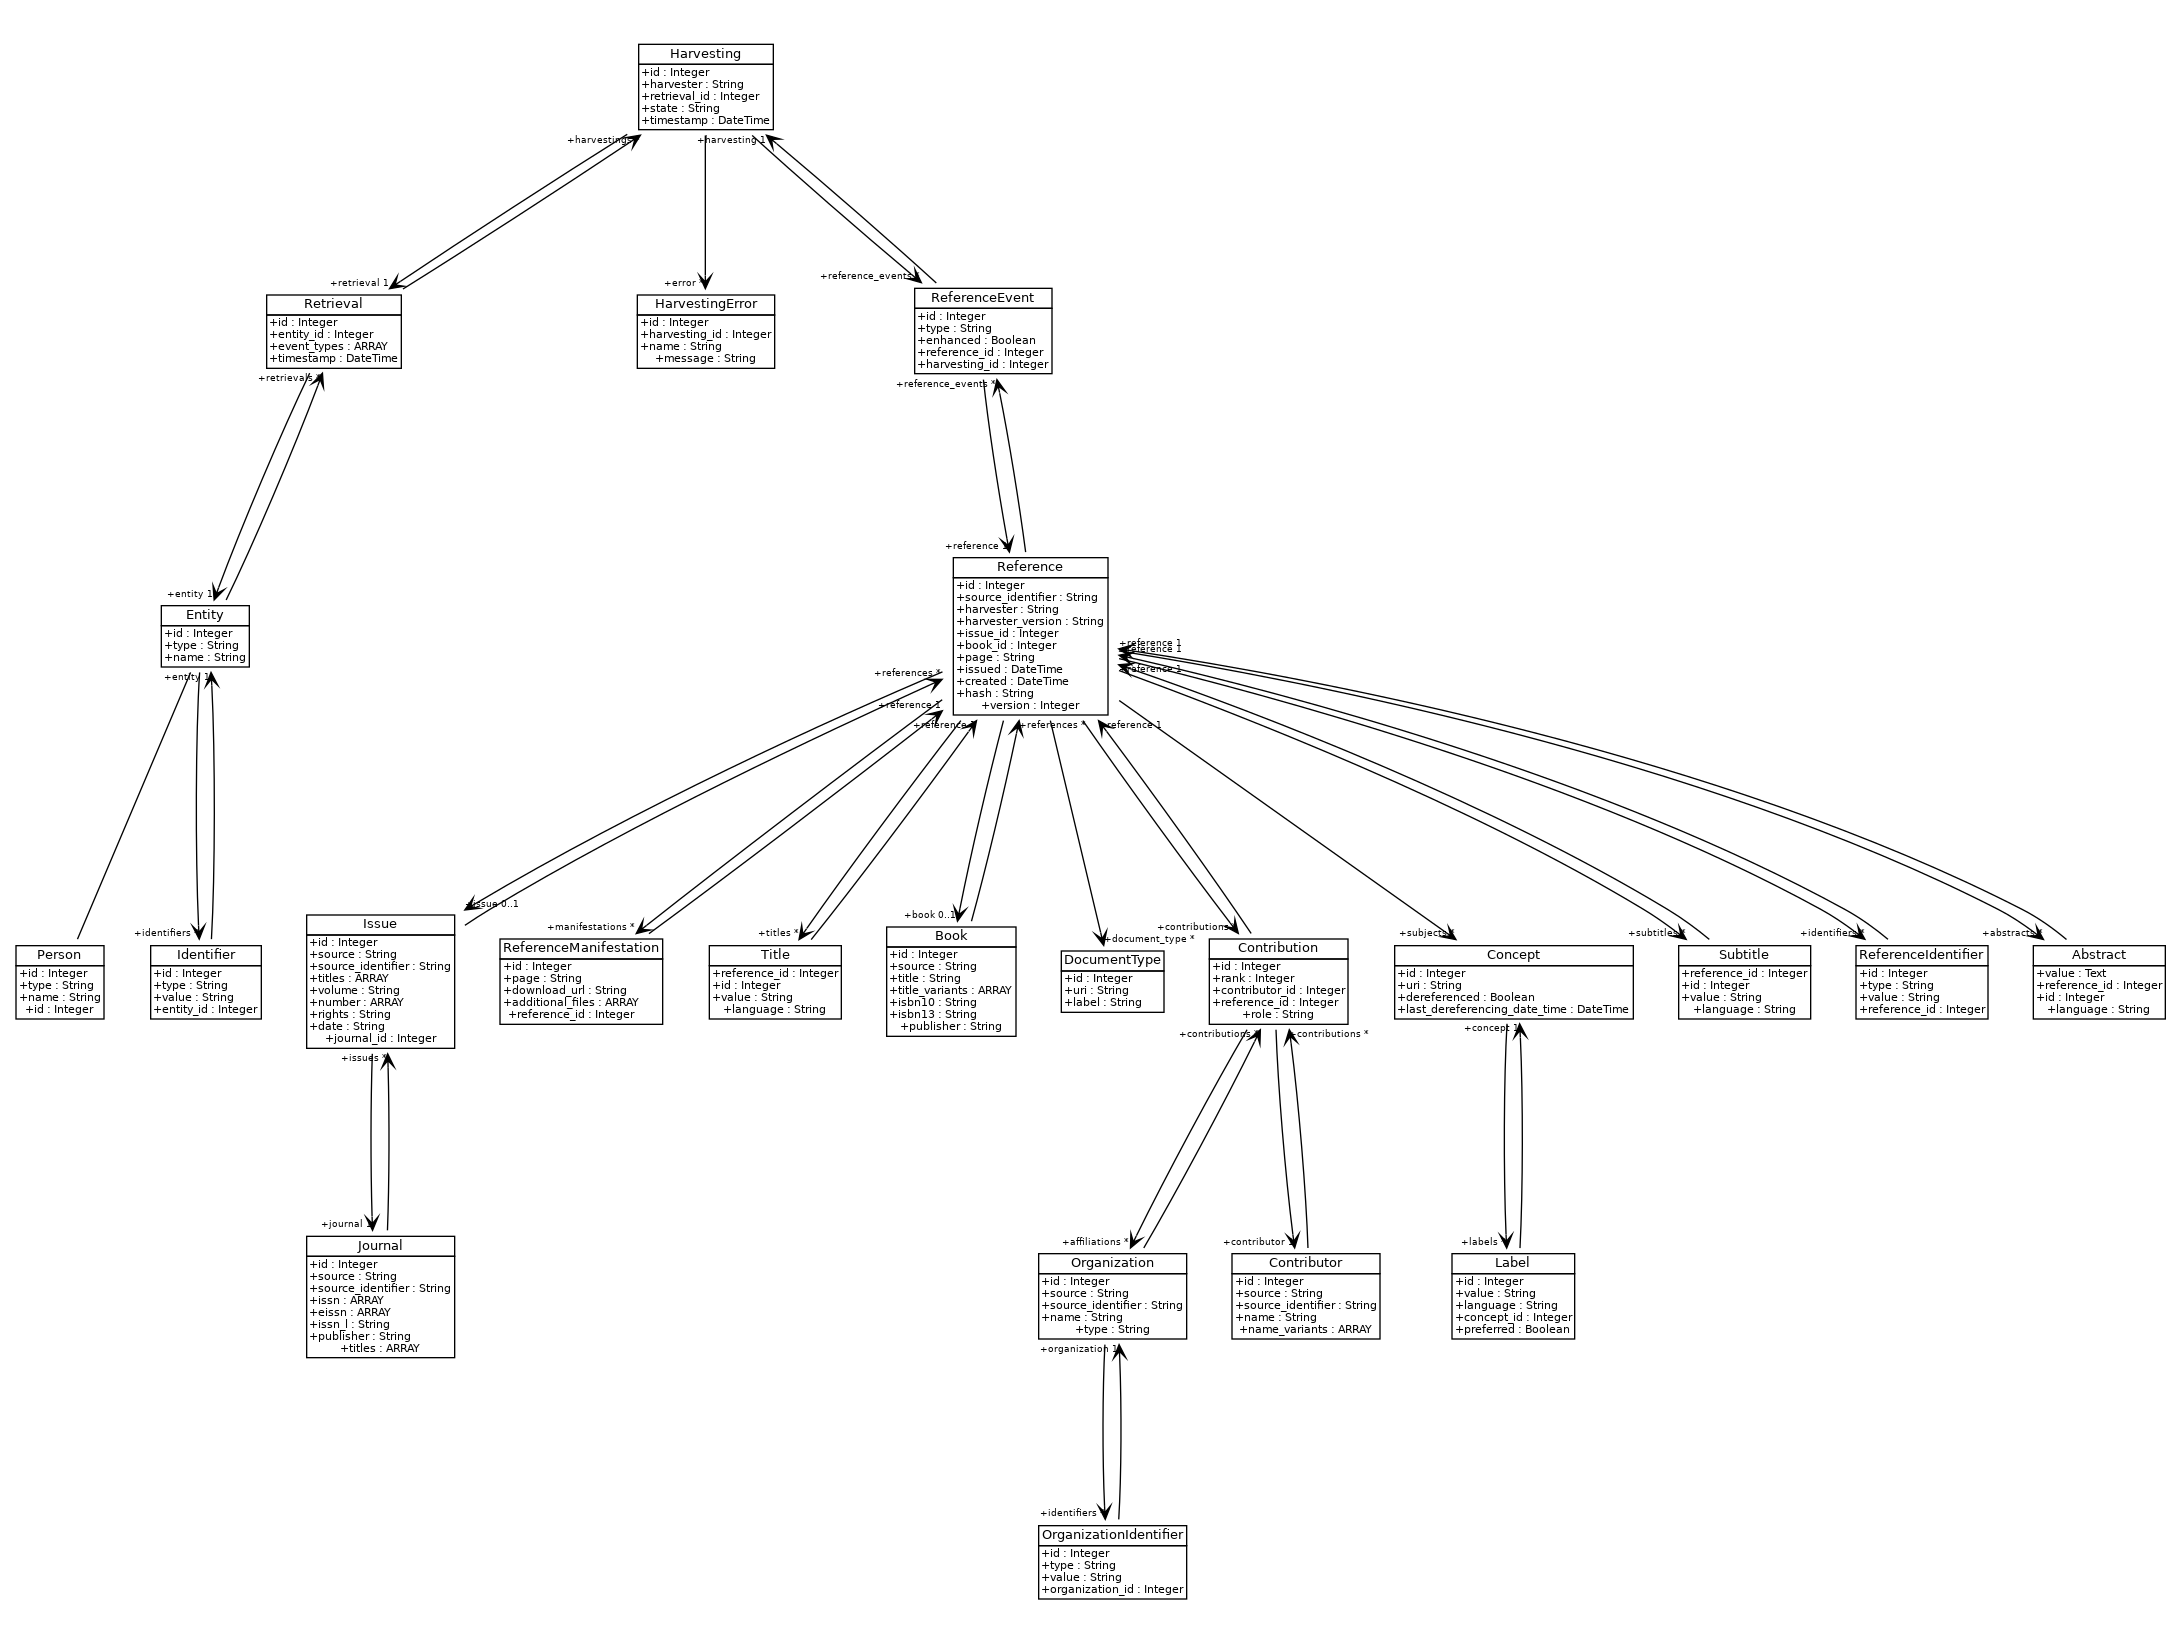 Harvesting
+id : Integer
+harvester : String
+retrieval_id : Integer
+state : String
+timestamp : DateTime
+harvestings
+harvesting 1
+retrieval 1
+error *
+reference_events
Retrieval
+id : Integer
+entity_id : Integer
+event_types : ARRAY
+timestamp : DateTime
HarvestingError
+id : Integer
+harvesting_id : Integer
+name : String
+message : String
ReferenceEvent
+id : Integer
+type : String
+enhanced : Boolean
+reference_id : Integer
+harvesting_id : Integer
+retrievals *
+reference_events *
+reference 1
+entity 1
Entity
+id : Integer
+type : String
+name : String
Reference
+id : Integer
+source_identifier : String
+harvester : String
+harvester_version : String
+issue_id : Integer
+book_id : Integer
+page : String
+issued : DateTime
+created : DateTime
+hash : String
+version : Integer
+entity 1
+reference 1
+reference 1
+reference 1
+references *
+reference 1
+reference 1
+references *
+reference 1
+issue 0..1
+manifestations *
+titles *
+book 0..1
+document_type *
+contributions
+subjects *
+subtitles *
+identifiers *
+abstracts *
+identifiers
Person
+id : Integer
+type : String
+name : String
+id : Integer
Identifier
+id : Integer
+type : String
+value : String
+entity_id : Integer
Issue
+id : Integer
+source : String
+source_identifier : String
+titles : ARRAY
+volume : String
+number : ARRAY
+rights : String
+date : String
+journal_id : Integer
ReferenceManifestation
+id : Integer
+page : String
+download_url : String
+additional_files : ARRAY
+reference_id : Integer
Title
+reference_id : Integer
+id : Integer
+value : String
+language : String
Book
+id : Integer
+source : String
+title : String
+title_variants : ARRAY
+isbn10 : String
+isbn13 : String
+publisher : String
DocumentType
+id : Integer
+uri : String
+label : String
Contribution
+id : Integer
+rank : Integer
+contributor_id : Integer
+reference_id : Integer
+role : String
Concept
+id : Integer
+uri : String
+dereferenced : Boolean
+last_dereferencing_date_time : DateTime
Subtitle
+reference_id : Integer
+id : Integer
+value : String
+language : String
ReferenceIdentifier
+id : Integer
+type : String
+value : String
+reference_id : Integer
Abstract
+value : Text
+reference_id : Integer
+id : Integer
+language : String
+issues *
+contributions *
+contributions *
+concept 1
+journal 1
+affiliations *
+contributor 1
+labels
Journal
+id : Integer
+source : String
+source_identifier : String
+issn : ARRAY
+eissn : ARRAY
+issn_l : String
+publisher : String
+titles : ARRAY
Organization
+id : Integer
+source : String
+source_identifier : String
+name : String
+type : String
Contributor
+id : Integer
+source : String
+source_identifier : String
+name : String
+name_variants : ARRAY
Label
+id : Integer
+value : String
+language : String
+concept_id : Integer
+preferred : Boolean
+organization 1
+identifiers
OrganizationIdentifier
+id : Integer
+type : String
+value : String
+organization_id : Integer